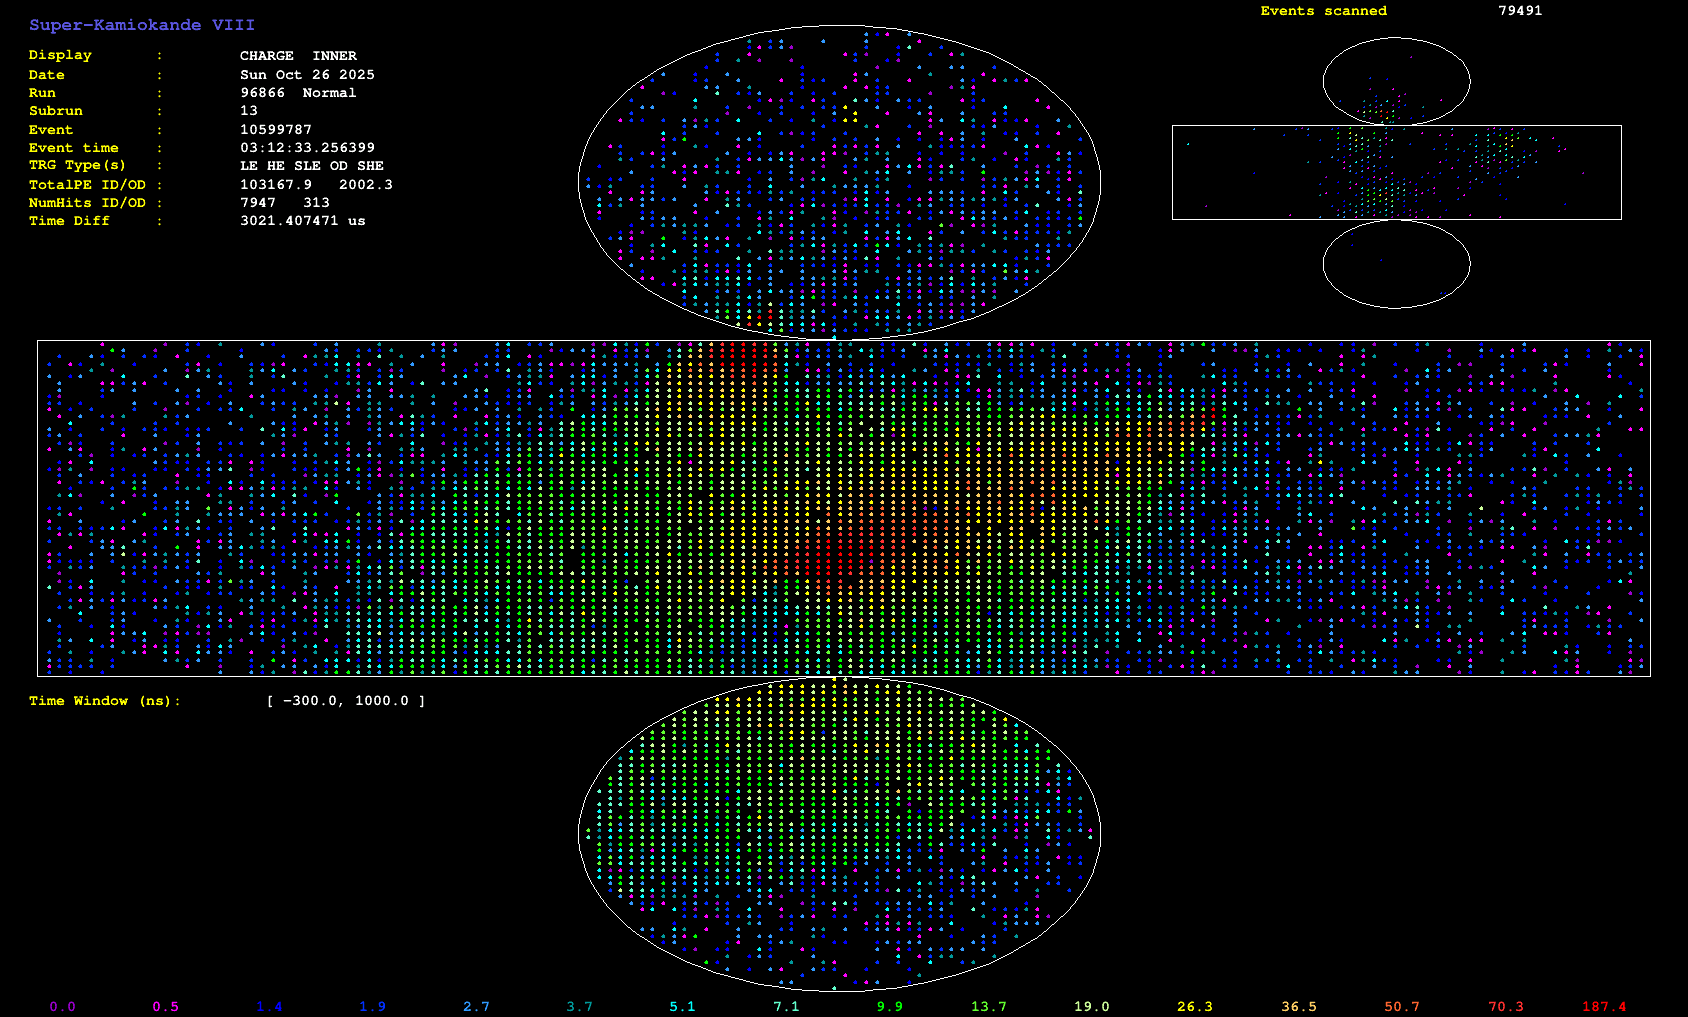 Super-Kamiokande VIII
Events scanned 79491
Display : CHARGE INNER
Date : Sun Oct 26 2025
Run : 96866 Normal
Subrun : 13
Event : 10599787
Event time : 03:12:33.256399
TRG Type(s) : LE HE SLE OD SHE
TotalPE ID/OD : 103167.9 2002.3
NumHits ID/OD : 7947 313
Time Diff : 3021.407471 us
Time Window (ns): [ -300.0, 1000.0 ]
0.0 0.5 1.4 1.9 2.7 3.7 5.1 7.1 9.9 13.7 19.0 26.3 36.5 50.7 70.3 187.4